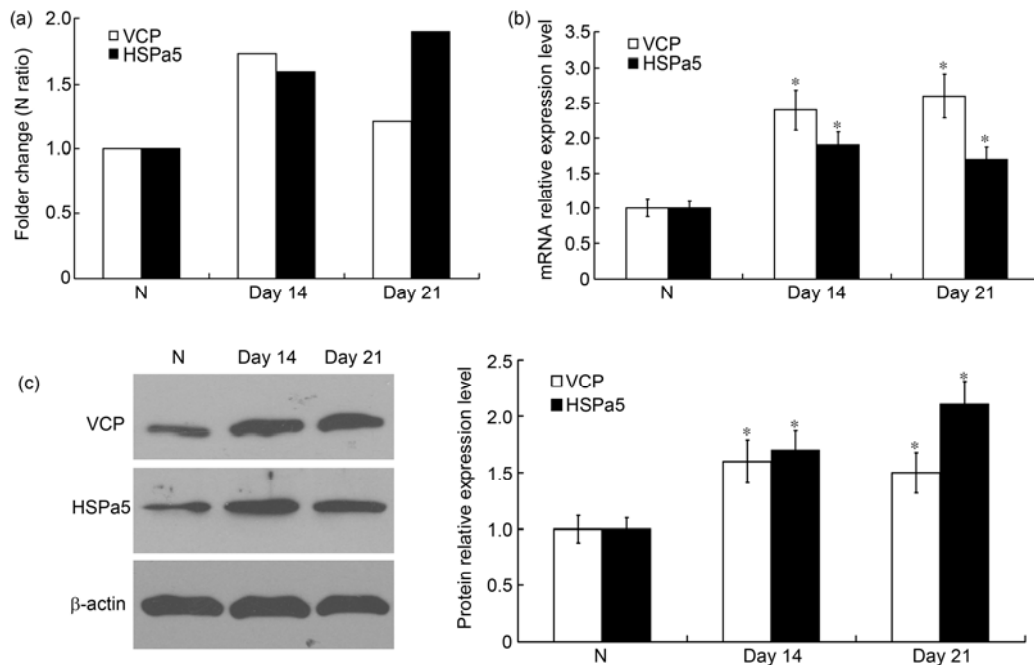 (a)
Folder change (N ratio)
2.0
1.5
1.0
0.5
0
VCP
HSPa5
N
Day 14
Day 21
(b)
mRNA relative expression level
3.5
3.0
2.5
2.0
1.5
1.0
0.5
0
VCP
HSPa5
*
*
*
*
N
Day 14
Day 21
(c)
N
Day 14
Day 21
VCP
HSPa5
β-actin
Protein relative expression level
2.5
2.0
1.5
1.0
0.5
0
VCP
HSPa5
*
*
*
*
N
Day 14
Day 21